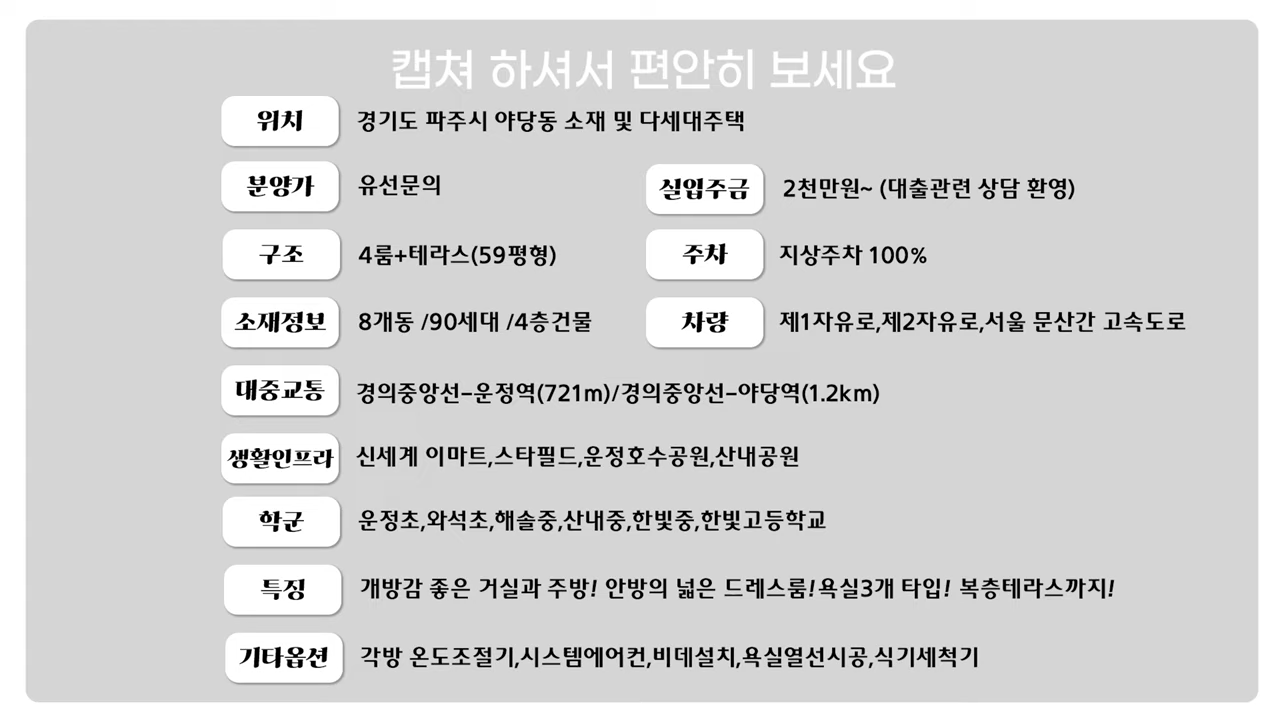 캡쳐 하셔서 편안히 보세요
위치 경기도 파주시 야당동 소재 및 다세대주택
분양가 유선문의 실입주금 2천만원~ (대출관련 상담 환영)
구조 4룸+테라스(59평형) 주차 지상주차 100%
소재정보 8개동 /90세대 /4층건물 차량 제1자유로,제2자유로,서울 문산간 고속도로
대중교통 경의중앙선-운정역(721m)/경의중앙선-야당역(1.2km)
생활인프라 신세계 이마트,스타필드,운정호수공원,산내공원
학군 운정초,와석초,해솔중,산내중,한빛중,한빛고등학교
특징 개방감 좋은 거실과 주방! 안방의 넓은 드레스룸!욕실3개 타입! 복층테라스까지!
기타옵션 각방 온도조절기,시스템에어컨,비데설치,욕실열선시공,식기세척기